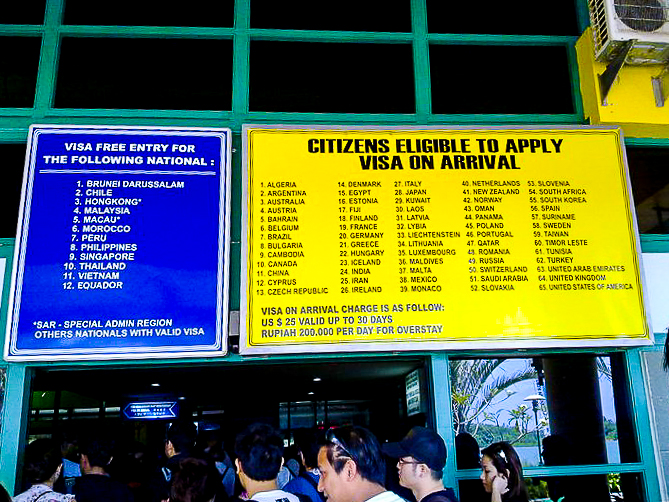 VISA FREE ENTRY FOR
THE FOLLOWING NATIONAL :
1. BRUNEI DARUSSALAM
2. CHILE
3. HONGKONG*
4. MALAYSIA
5. MACAU*
6. MOROCCO
7. PERU
8. PHILIPPINES
9. SINGAPORE
10. THAILAND
11. VIETNAM
12. EQUADOR
*SAR - SPECIAL ADMIN REGION
OTHERS NATIONALS WITH VALID VISA
CITIZENS ELIGIBLE TO APPLY
VISA ON ARRIVAL
1. ALGERIA
2. ARGENTINA
3. AUSTRALIA
4. AUSTRIA
5. BAHRAIN
6. BELGIUM
7. BRAZIL
8. BULGARIA
9. CAMBODIA
10. CANADA
11. CHINA
12. CYPRUS
13. CZECH REPUBLIC
14. DENMARK
15. EGYPT
16. ESTONIA
17. FIJI
18. FINLAND
19. FRANCE
20. GERMANY
21. GREECE
22. HUNGARY
23. ICELAND
24. INDIA
25. IRAN
26. IRELAND
27. ITALY
28. JAPAN
29. KUWAIT
30. LAOS
31. LATVIA
32. LYBIA
33. LIECHTENSTEIN
34. LITHUANIA
35. LUXEMBOURG
36. MALDIVES
37. MALTA
38. MEXICO
39. MONACO
40. NETHERLANDS
41. NEW ZEALAND
42. NORWAY
43. OMAN
44. PANAMA
45. POLAND
46. PORTUGAL
47. QATAR
48. ROMANIA
49. RUSSIA
50. SWITZERLAND
51. SAUDI ARABIA
52. SLOVAKIA
53. SLOVENIA
54. SOUTH AFRICA
55. SOUTH KOREA
56. SPAIN
57. SURINAME
58. SWEDEN
59. TAIWAN
60. TIMOR LESTE
61. TUNISIA
62. TURKEY
63. UNITED ARAB EMIRATES
64. UNITED KINGDOM
65. UNITED STATES OF AMERICA
VISA ON ARRIVAL CHARGE IS AS FOLLOW:
US $ 25 VALID UP TO 30 DAYS
RUPIAH 200.000 PER DAY FOR OVERSTAY